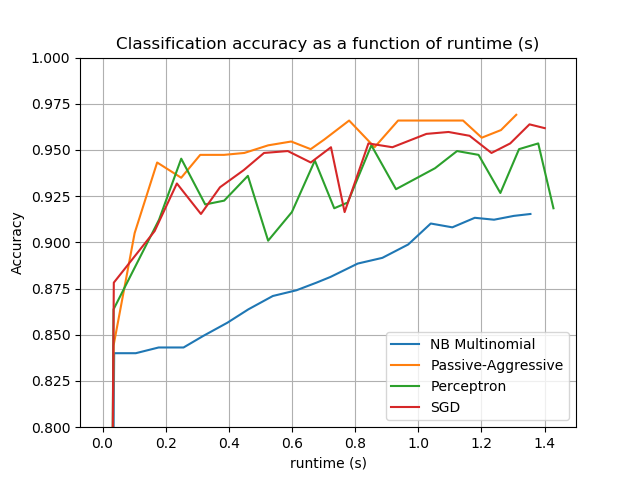 Classification accuracy as a function of runtime (s)
1.000
0.975
0.950
0.925
0.900
0.875
0.850
0.825
0.800
Accuracy
NB Multinomial
Passive-Aggressive
Perceptron
SGD
0.0 0.2 0.4 0.6 0.8 1.0 1.2 1.4
runtime (s)